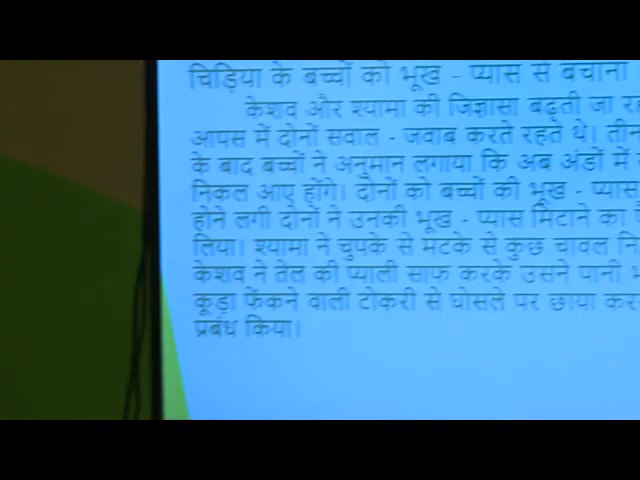 चिड़िया के बच्चों को भूख - प्यास से बचाना
केशव और श्यामा की जिज्ञासा बढ़ती जा
आपस में दोनों सवाल - जवाब करते रहते थे।
के बाद बच्चों ने अनुमान लगाया कि अब अंडों में
निकल आए होंगे। दोनों को बच्चों की भूख - प्यास
होने लगी दोनों ने उनकी भूख - प्यास मिटाने का
लिया। श्यामा ने चुपके से मटके से कुछ चावल
केशव ने तेल की प्याली साफ करके उसने पानी
कूड़ा फेंकने वाली टोकरी से घोसले पर छाया
प्रबंध किया।